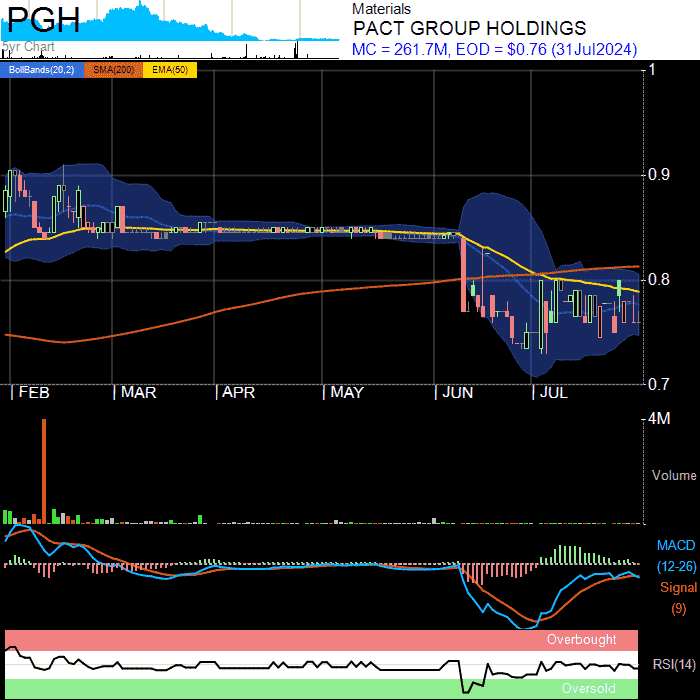 PGH
5yr Chart
Materials
PACT GROUP HOLDINGS
MC = 261.7M, EOD = $0.76 (31Jul2024)
BollBands(20,2) SMA(200) EMA(50)
1
0.9
0.8
0.7
FEB MAR APR MAY JUN JUL
4M
Volume
MACD
(12-26)
Signal
(9)
Overbought
RSI(14)
Oversold